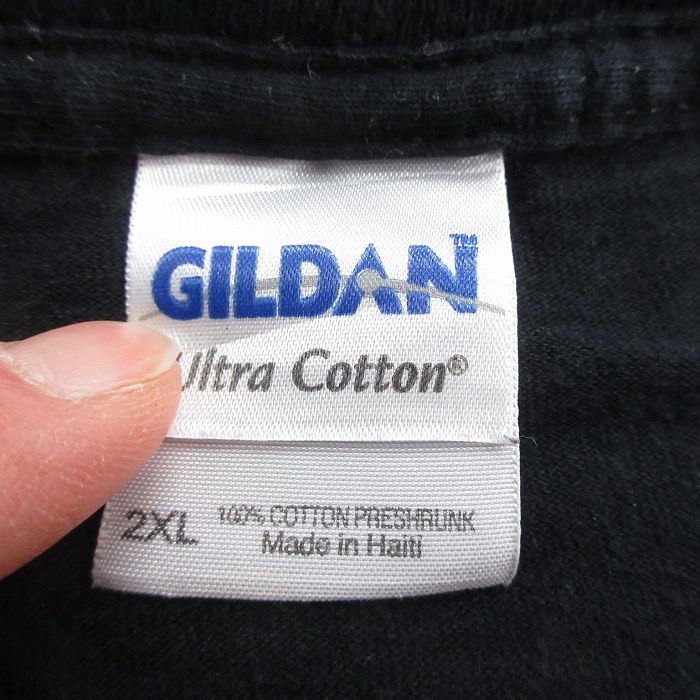 GILDAN™
Ultra Cotton®
2XL 100% COTTON PRESHRUNK
Made in Haiti